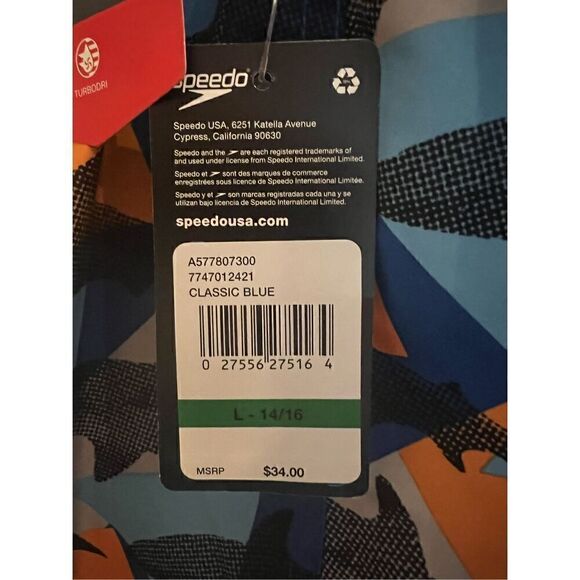 TURBODRI
speedo
Speedo USA, 6251 Katella Avenue
Cypress, California 90630
Speedo and the are each registered trademarks of
and used under license from Speedo International Limited.
Speedo et sont des marques de commerce
enregistrées sous licence de Speedo International Limitée.
Speedo y et son marcas registradas cada una y se
utilizan bajo licencia de Speedo International Limited.
speedousa.com
A577807300
7747012421
CLASSIC BLUE
0 27556 27516 4
L - 14/16
MSRP $34.00